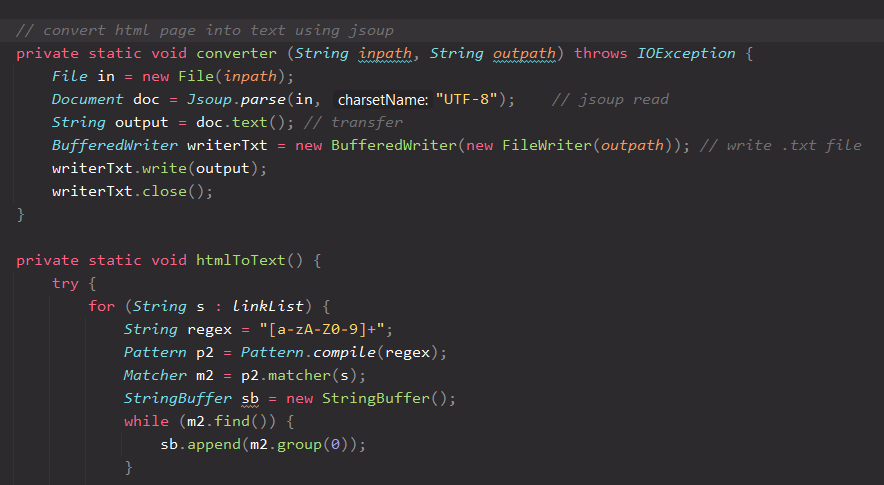 // convert html page into text using jsoup
private static void converter (String inpath, String outpath) throws IOException {
File in = new File(inpath);
Document doc = Jsoup.parse(in, charsetName: "UTF-8"); // jsoup read
String output = doc.text(); // transfer
BufferedWriter writerTxt = new BufferedWriter(new FileWriter(outpath)); // write .txt file
writerTxt.write(output);
writerTxt.close();
}
private static void htmlToText() {
try {
for (String s : linkList) {
String regex = "[a-zA-Z0-9]+";
Pattern p2 = Pattern.compile(regex);
Matcher m2 = p2.matcher(s);
StringBuffer sb = new StringBuffer();
while (m2.find()) {
sb.append(m2.group(0));
}